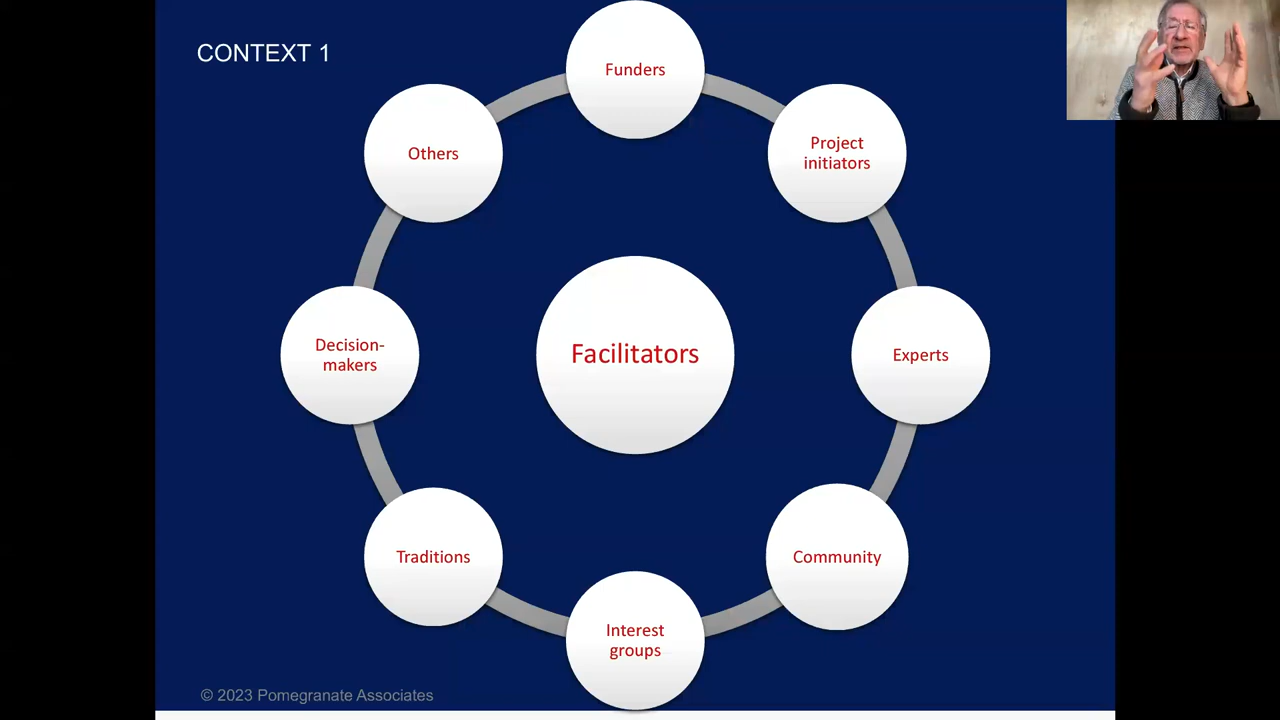 CONTEXT 1
Funders
Project
initiators
Experts
Community
Interest
groups
Traditions
Decision-
makers
Others
Facilitators
© 2023 Pomegranate Associates